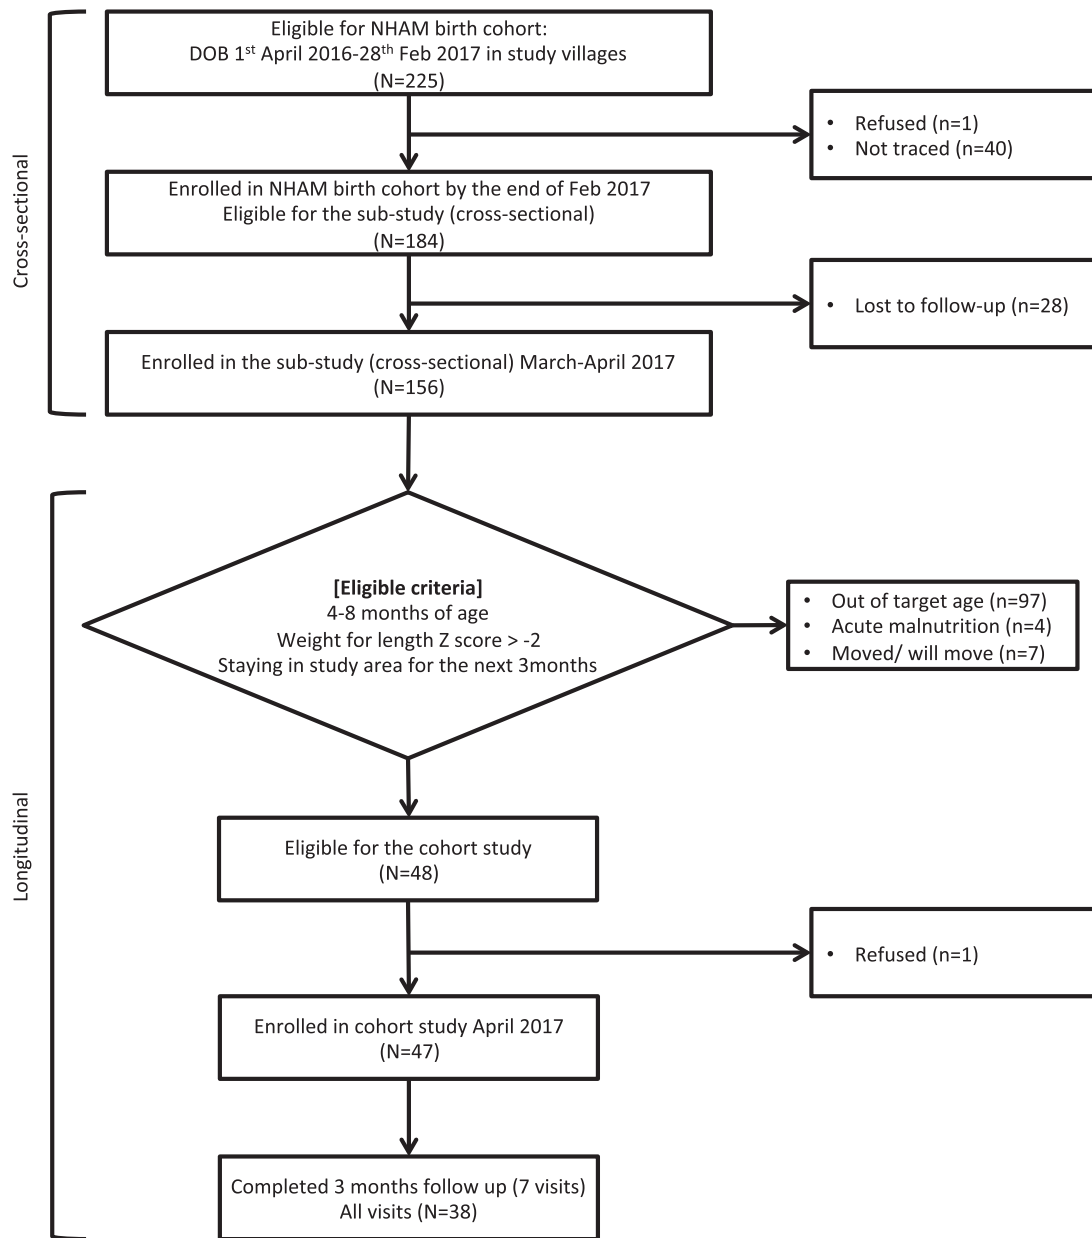 Cross-sectional
Eligible for NHAM birth cohort:
DOB 1st April 2016-28th Feb 2017 in study villages
(N=225)
• Refused (n=1)
• Not traced (n=40)
Enrolled in NHAM birth cohort by the end of Feb 2017
Eligible for the sub-study (cross-sectional)
(N=184)
• Lost to follow-up (n=28)
Enrolled in the sub-study (cross-sectional) March-April 2017
(N=156)
Longitudinal
[Eligible criteria]
4-8 months of age
Weight for length Z score > -2
Staying in study area for the next 3months
• Out of target age (n=97)
• Acute malnutrition (n=4)
• Moved/ will move (n=7)
Eligible for the cohort study
(N=48)
• Refused (n=1)
Enrolled in cohort study April 2017
(N=47)
Completed 3 months follow up (7 visits)
All visits (N=38)